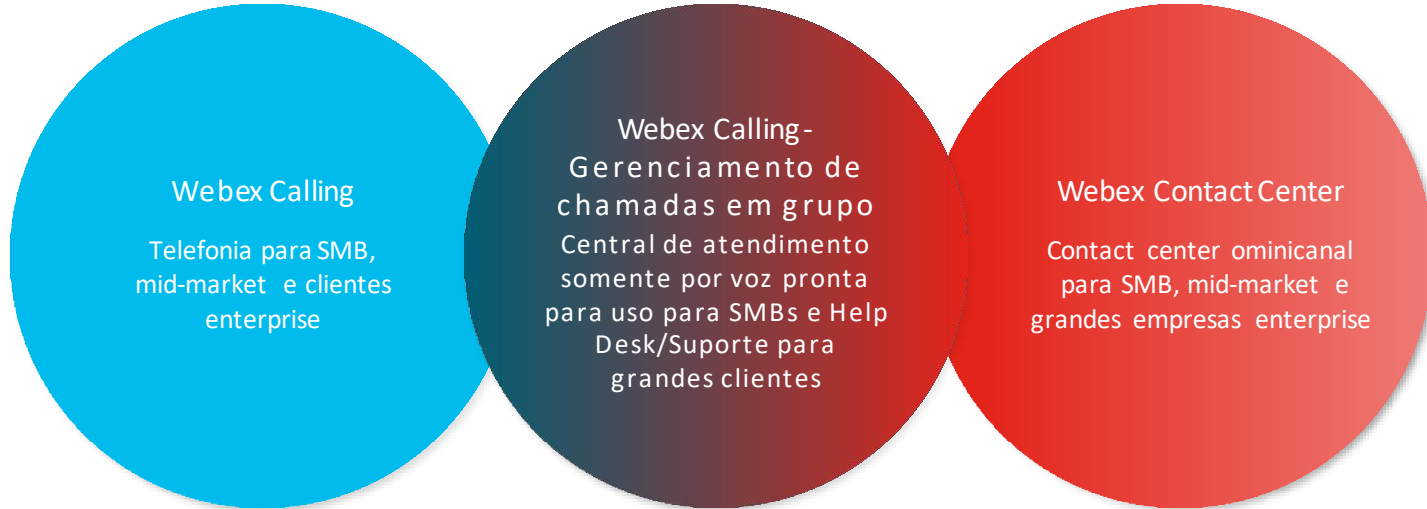 Webex Calling
Telefonia para SMB,
mid-market e clientes
enterprise
Webex Calling-
Gerenciamento de
chamadas em grupo
Central de atendimento
somente por voz pronta
para uso para SMBs e Help
Desk/Suporte para
grandes clientes
Webex Contact Center
Contact center ominicanal
para SMB, mid-market e
grandes empresas enterprise